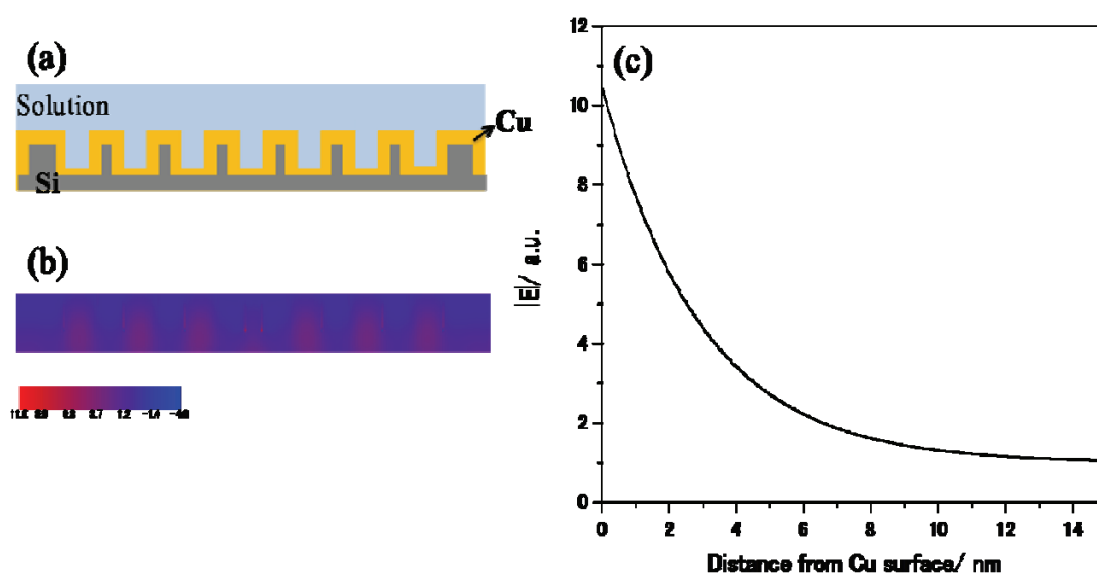 (a)
Solution
Cu
Si
(b)
(c)
12
10
8
6
4
2
0
|E|/ a.u.
0 2 4 6 8 10 12 14
Distance from Cu surface/ nm